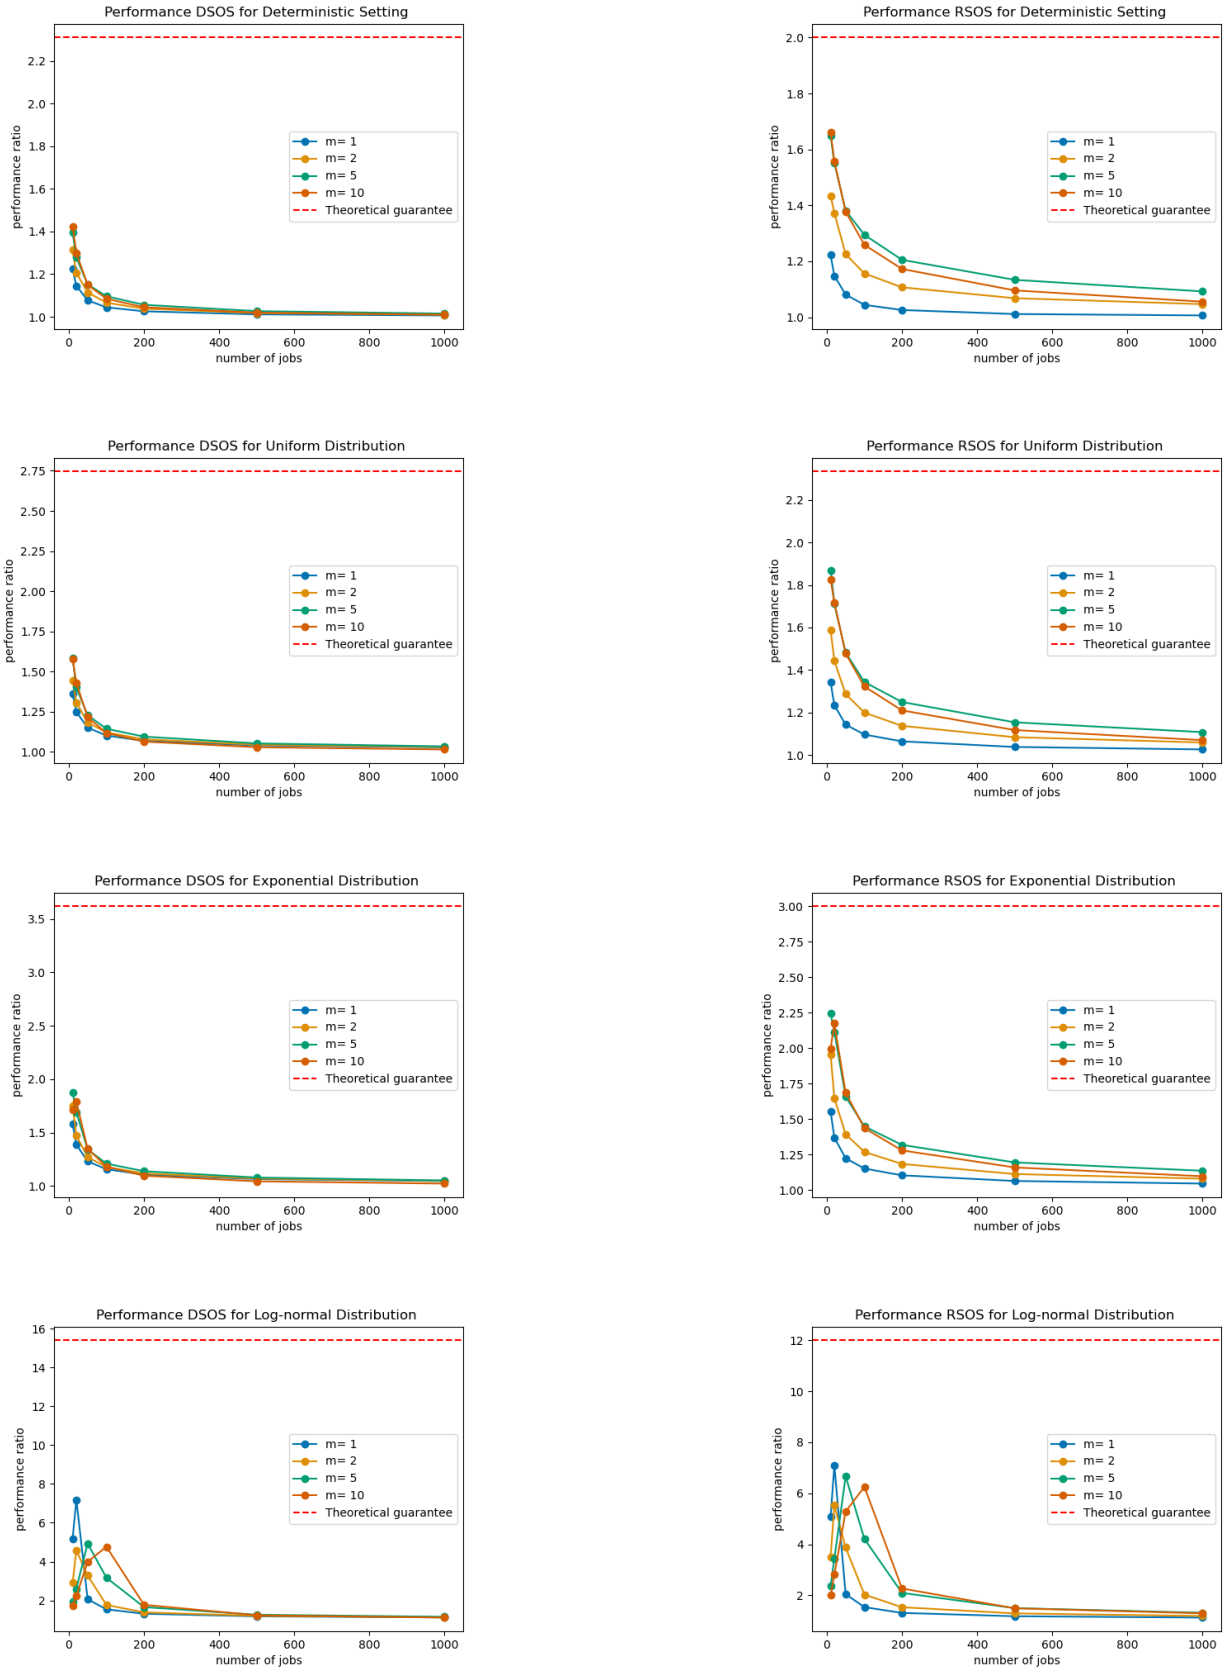 Performance DSOS for Deterministic Setting
performance ratio
2.2
2.0
1.8
1.6
1.4
1.2
1.0
m= 1
m= 2
m= 5
m= 10
Theoretical guarantee
0 200 400 600 800 1000
number of jobs
Performance RSOS for Deterministic Setting
performance ratio
2.0
1.8
1.6
1.4
1.2
1.0
m= 1
m= 2
m= 5
m= 10
Theoretical guarantee
0 200 400 600 800 1000
number of jobs
Performance DSOS for Uniform Distribution
performance ratio
2.75
2.50
2.25
2.00
1.75
1.50
1.25
1.00
m= 1
m= 2
m= 5
m= 10
Theoretical guarantee
0 200 400 600 800 1000
number of jobs
Performance RSOS for Uniform Distribution
performance ratio
2.2
2.0
1.8
1.6
1.4
1.2
1.0
m= 1
m= 2
m= 5
m= 10
Theoretical guarantee
0 200 400 600 800 1000
number of jobs
Performance DSOS for Exponential Distribution
performance ratio
3.5
3.0
2.5
2.0
1.5
1.0
m= 1
m= 2
m= 5
m= 10
Theoretical guarantee
0 200 400 600 800 1000
number of jobs
Performance RSOS for Exponential Distribution
performance ratio
3.00
2.75
2.50
2.25
2.00
1.75
1.50
1.25
1.00
m= 1
m= 2
m= 5
m= 10
Theoretical guarantee
0 200 400 600 800 1000
number of jobs
Performance DSOS for Log-normal Distribution
performance ratio
16
14
12
10
8
6
4
2
m= 1
m= 2
m= 5
m= 10
Theoretical guarantee
0 200 400 600 800 1000
number of jobs
Performance RSOS for Log-normal Distribution
performance ratio
12
10
8
6
4
2
m= 1
m= 2
m= 5
m= 10
Theoretical guarantee
0 200 400 600 800 1000
number of jobs